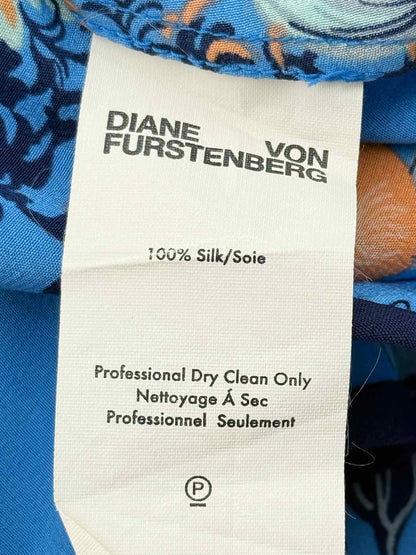 DIANE VON
FURSTENBERG
100% Silk/Soie
Professional Dry Clean Only
Nettoyage Á Sec
Professionnel Seulement
P